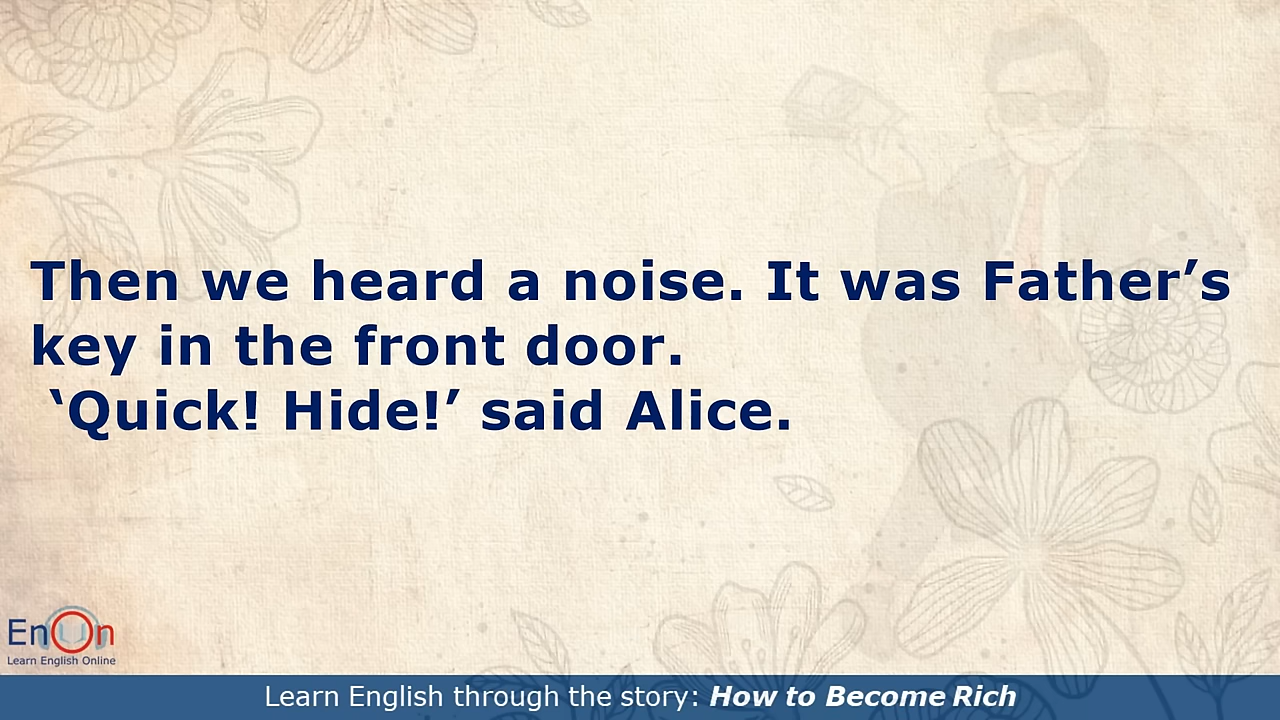 Then we heard a noise. It was Father’s
key in the front door.
‘Quick! Hide!’ said Alice.
EnOn
Learn English Online
Learn English through the story: How to Become Rich